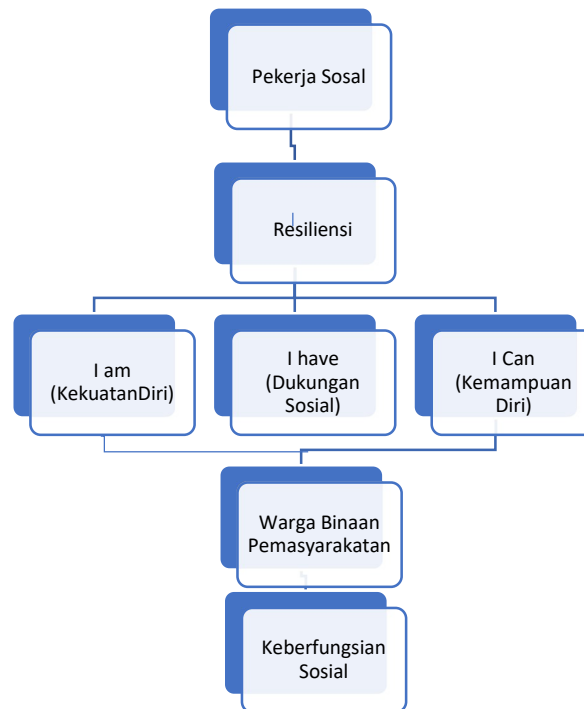 Pekerja Sosal
Resiliensi
I am
(KekuatanDiri)
I have
(Dukungan
Sosial)
I Can
(Kemampuan
Diri)
Warga Binaan
Pemasyarakatan
Keberfungsian
Sosial